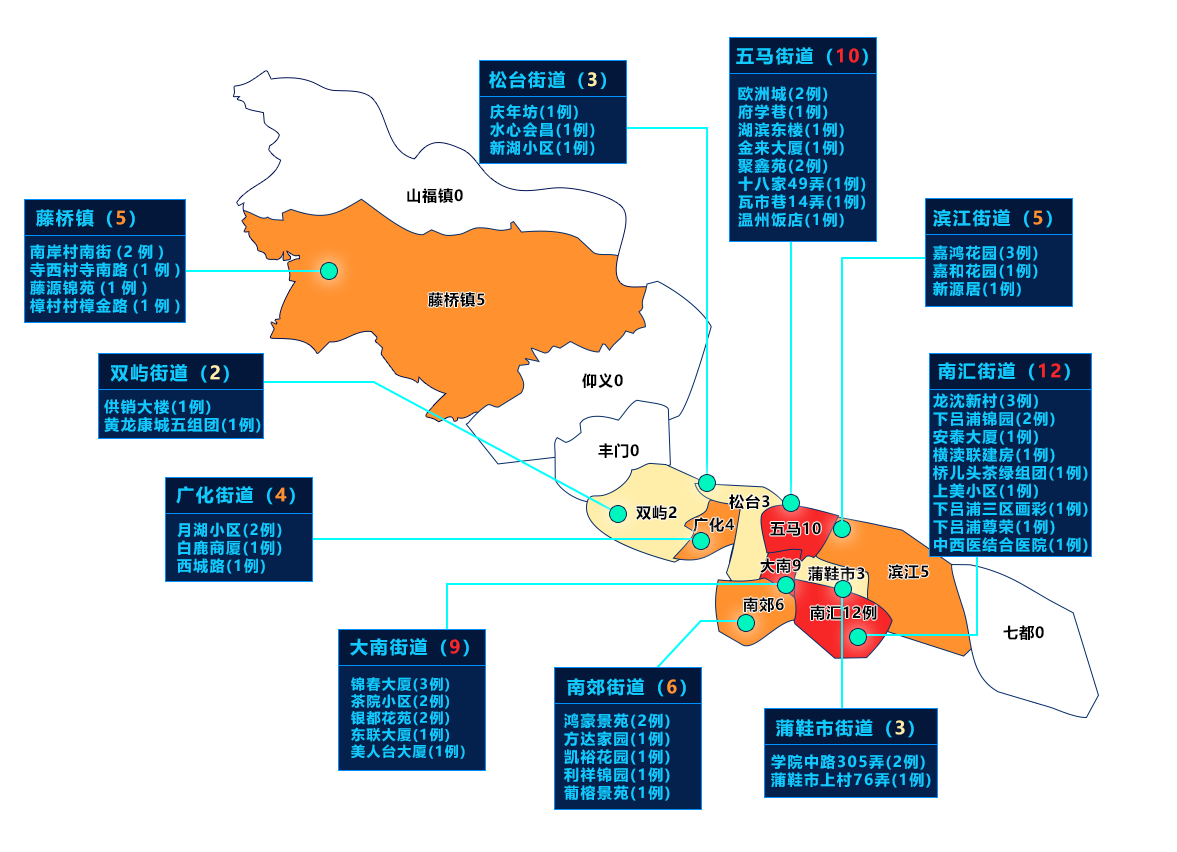 松台街道（3）
庆年坊(1例)
水心会昌(1例)
新湖小区(1例)
五马街道（10）
欧洲城(2例)
府学巷(1例)
湖滨东楼(1例)
金来大厦(1例)
聚鑫苑(2例)
十八家49弄(1例)
瓦市巷14弄(1例)
温州饭店(1例)
藤桥镇（5）
南岸村南街 (2 例 )
寺西村寺南路 (1 例 )
藤源锦苑 (1 例 )
樟村村樟金路 (1 例 )
滨江街道（5）
嘉鸿花园(3例)
嘉和花园(1例)
新源居(1例)
山福镇0
藤桥镇5
仰义0
丰门0
双屿2
松台3
广化4
五马10
大南9
蒲鞋市3
滨江5
南郊6
南汇12例
七都0
双屿街道（2）
供销大楼(1例)
黄龙康城五组团(1例)
南汇街道（12）
龙沈新村(3例)
下吕浦锦园(2例)
安泰大厦(1例)
横渎联建房(1例)
桥儿头茶绿组团(1例)
上美小区(1例)
下吕浦三区画彩(1例)
下吕浦尊荣(1例)
中西医结合医院(1例)
广化街道（4）
月湖小区(2例)
白鹿商厦(1例)
西城路(1例)
大南街道（9）
锦春大厦(3例)
茶院小区(2例)
银都花苑(2例)
东联大厦(1例)
美人台大厦(1例)
南郊街道（6）
鸿豪景苑(2例)
方达家园(1例)
凯裕花园(1例)
利祥锦园(1例)
葡榕景苑(1例)
蒲鞋市街道（3）
学院中路305弄(2例)
蒲鞋市上村76弄(1例)